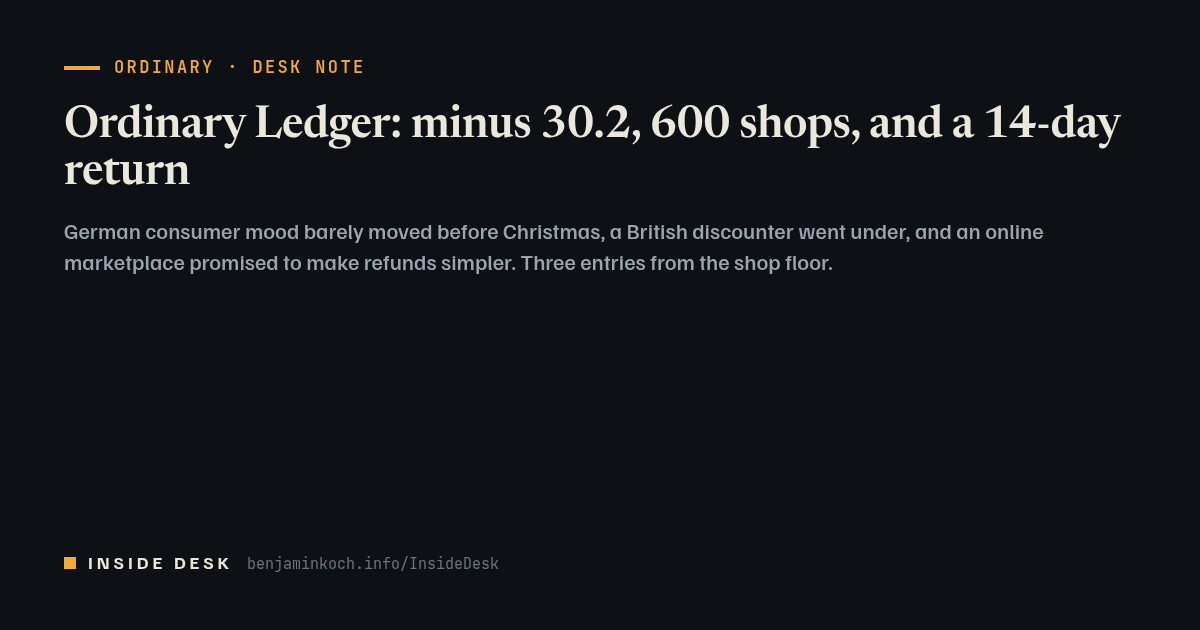 ORDINARY · DESK NOTE
Ordinary Ledger: minus 30.2, 600 shops, and a 14-day
return
German consumer mood barely moved before Christmas, a British discounter went under, and an online
marketplace promised to make refunds simpler. Three entries from the shop floor.
INSIDE DESK benjaminkoch.info/InsideDesk